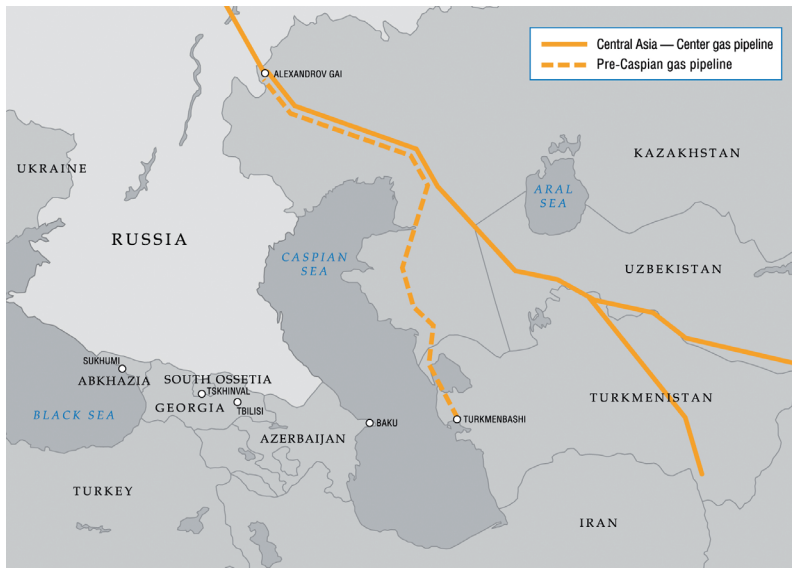 Central Asia — Center gas pipeline
Pre-Caspian gas pipeline
ALEXANDROV GAI
KAZAKHSTAN
UKRAINE
ARAL
SEA
RUSSIA
CASPIAN
SEA
UZBEKISTAN
SUKHUMI
ABKHAZIA
SOUTH OSSETIA
TSKHINVAL
GEORGIA
TBILISI
TURKMENISTAN
BLACK SEA
BAKU
TURKMENBASHI
AZERBAIJAN
TURKEY
IRAN